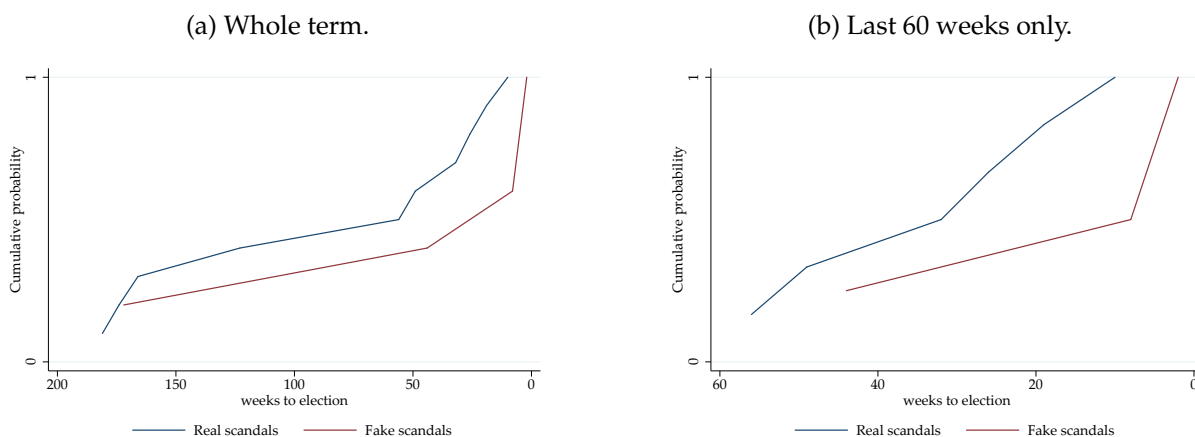 (a) Whole term.
Cumulative probability
0
1
200
150
100
50
0
weeks to election
Real scandals
Fake scandals
(b) Last 60 weeks only.
Cumulative probability
0
1
60
40
20
0
weeks to election
Real scandals
Fake scandals